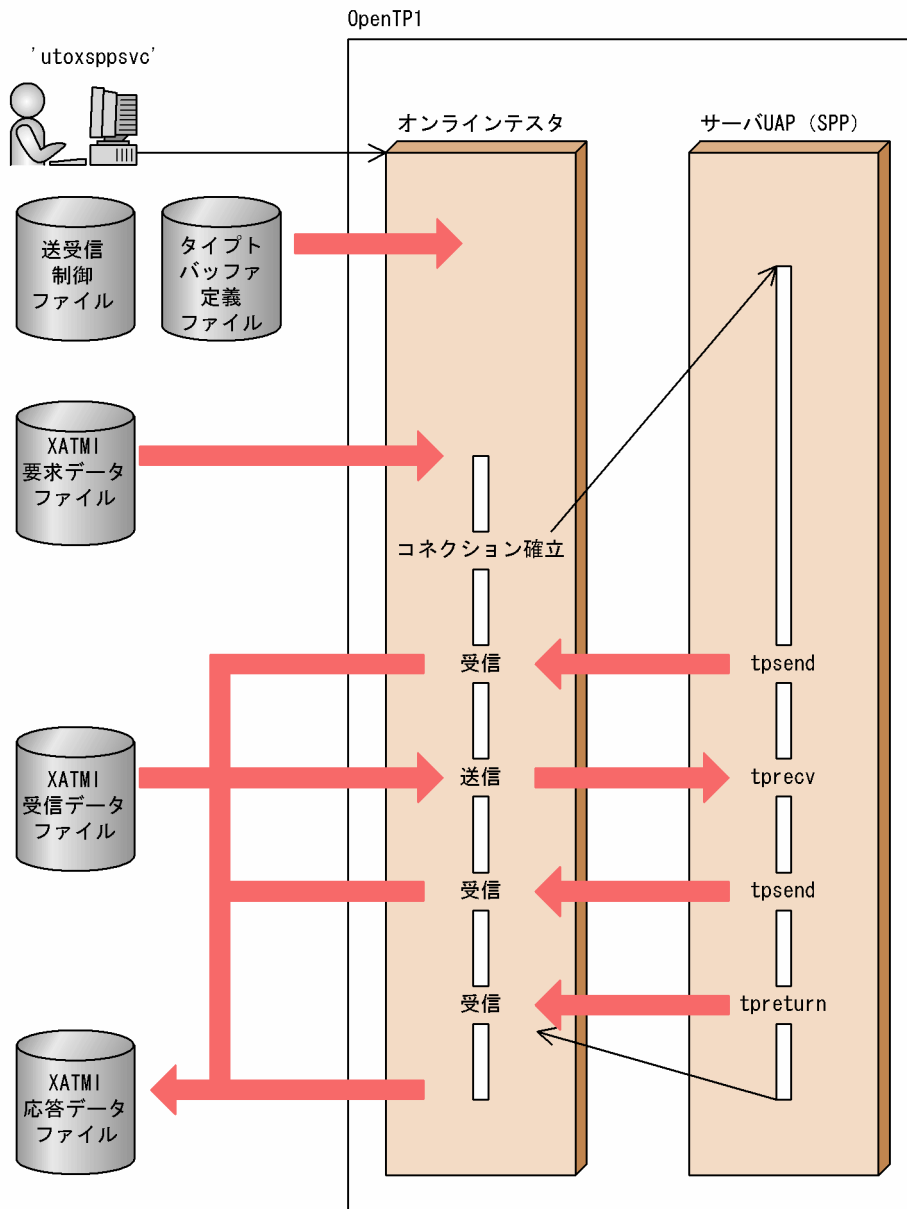 OpenTP1
'utoxsppsvc'
オンラインテスタ
サーバUAP（SPP）
送受信
制御
ファイル
タイプト
バッファ
定義
ファイル
XATMI
要求データ
ファイル
コネクション確立
受信
tpsend
XATMI
受信データ
ファイル
送信
tprecv
受信
tpsend
受信
tpreturn
XATMI
応答データ
ファイル